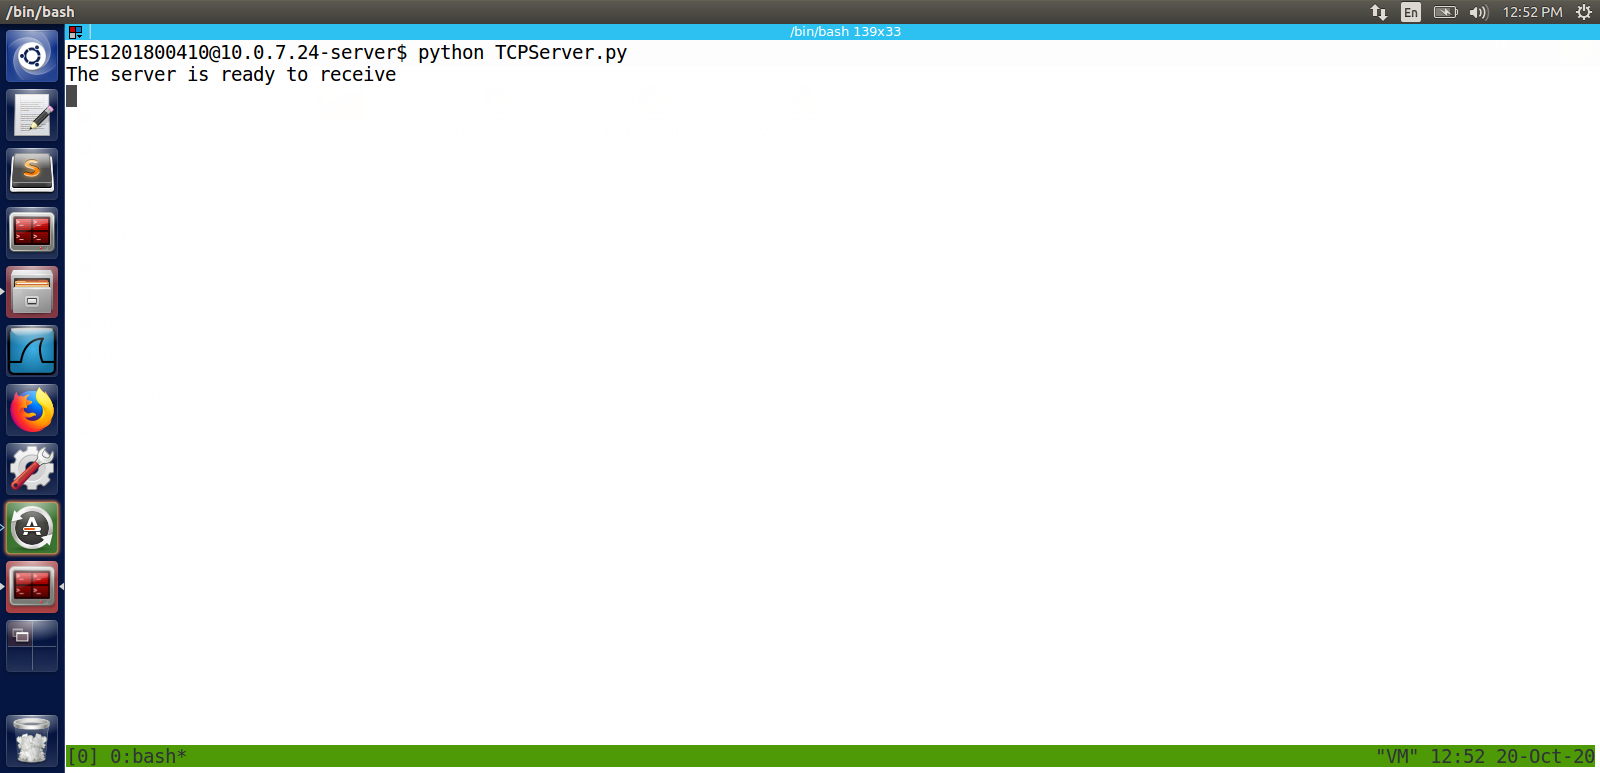 /bin/bash
En
12:52 PM
/bin/bash 139x33
PES1201800410@10.0.7.24-server$ python TCPServer.py
The server is ready to receive
[0] 0:bash*
"VM" 12:52 20-Oct-20